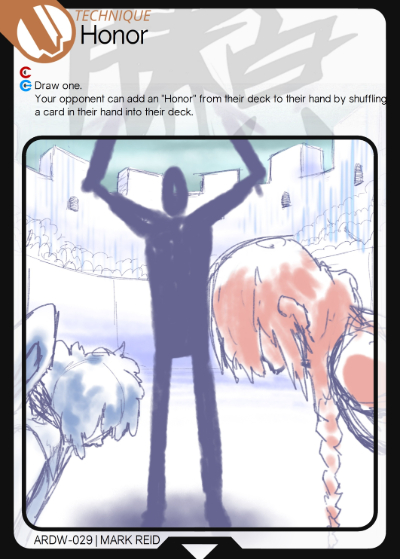 TECHNIQUE
Honor
C
C Draw one.
Your opponent can add an "Honor" from their deck to their hand by shuffling
a card in their hand into their deck.
ARDW-029 | MARK REID